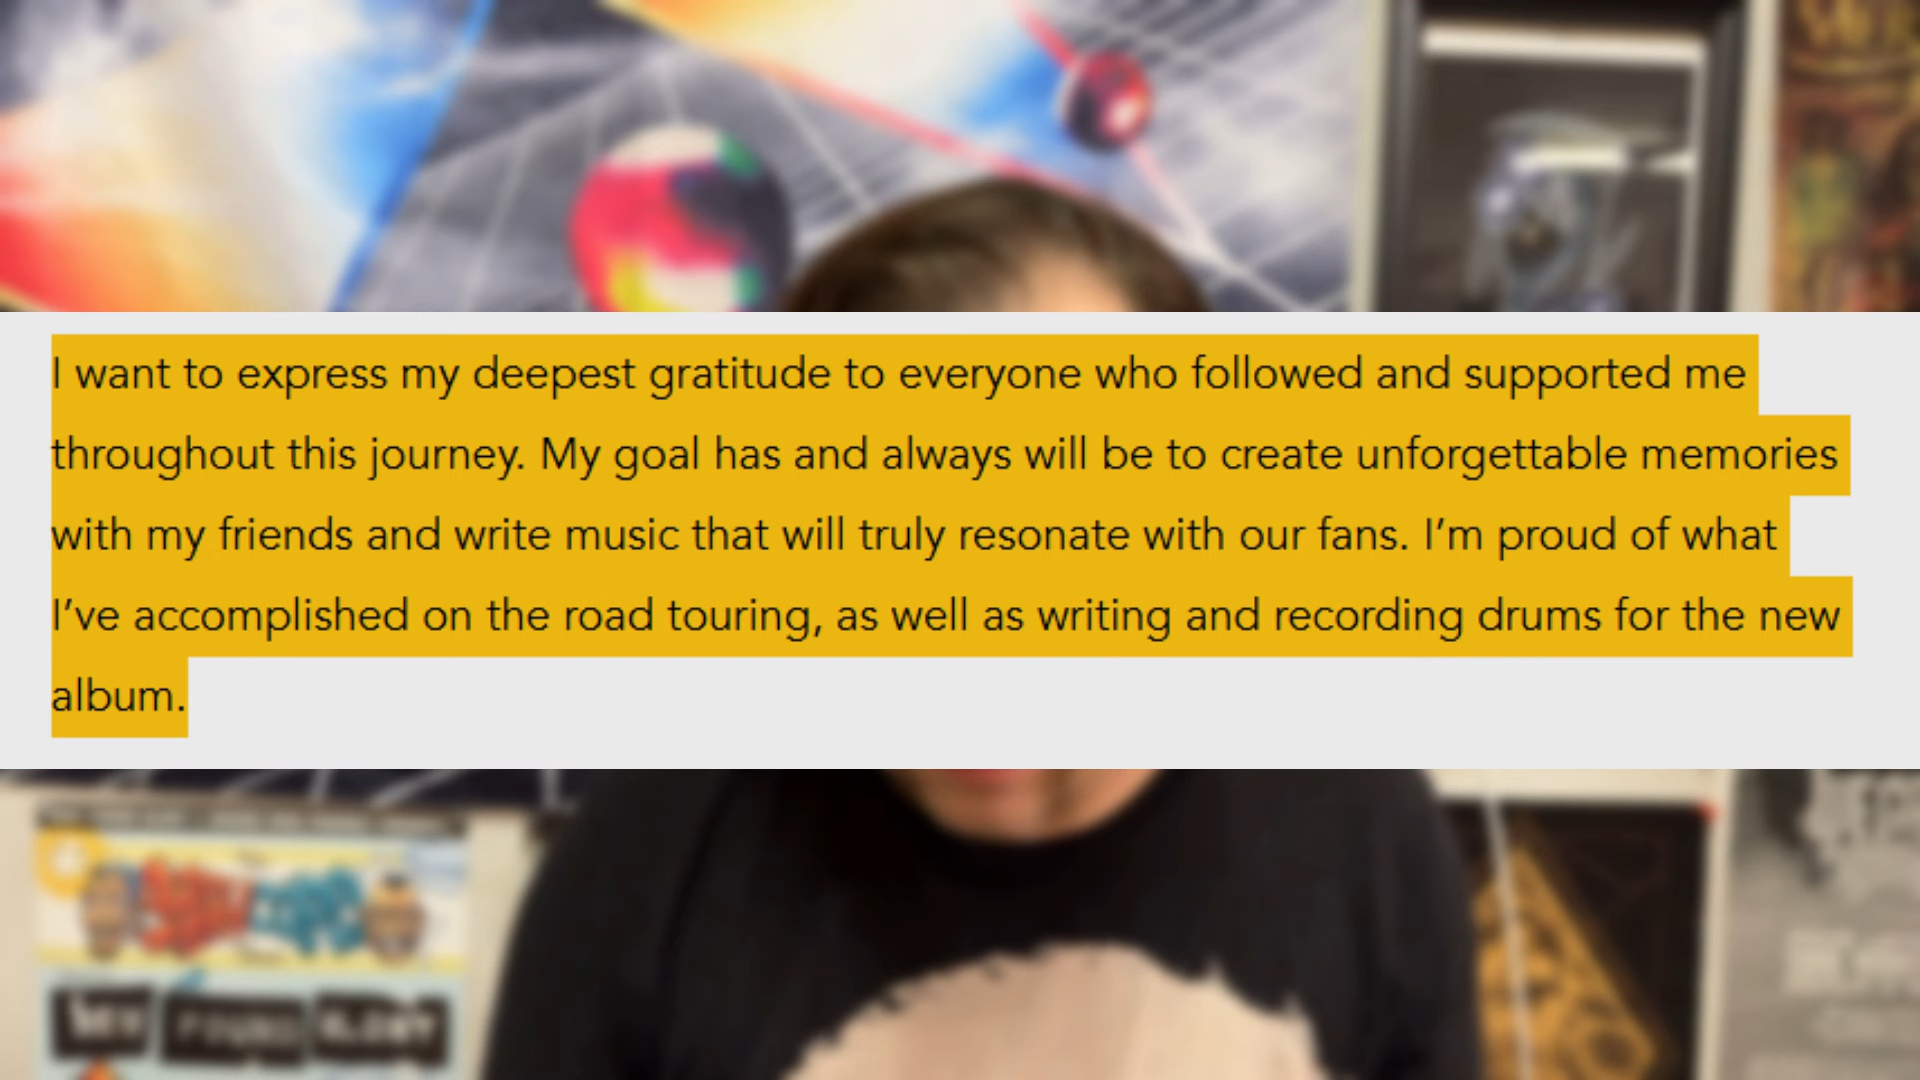 I want to express my deepest gratitude to everyone who followed and supported me
throughout this journey. My goal has and always will be to create unforgettable memories
with my friends and write music that will truly resonate with our fans. I’m proud of what
I’ve accomplished on the road touring, as well as writing and recording drums for the new
album.
NEW FOUND GLORY